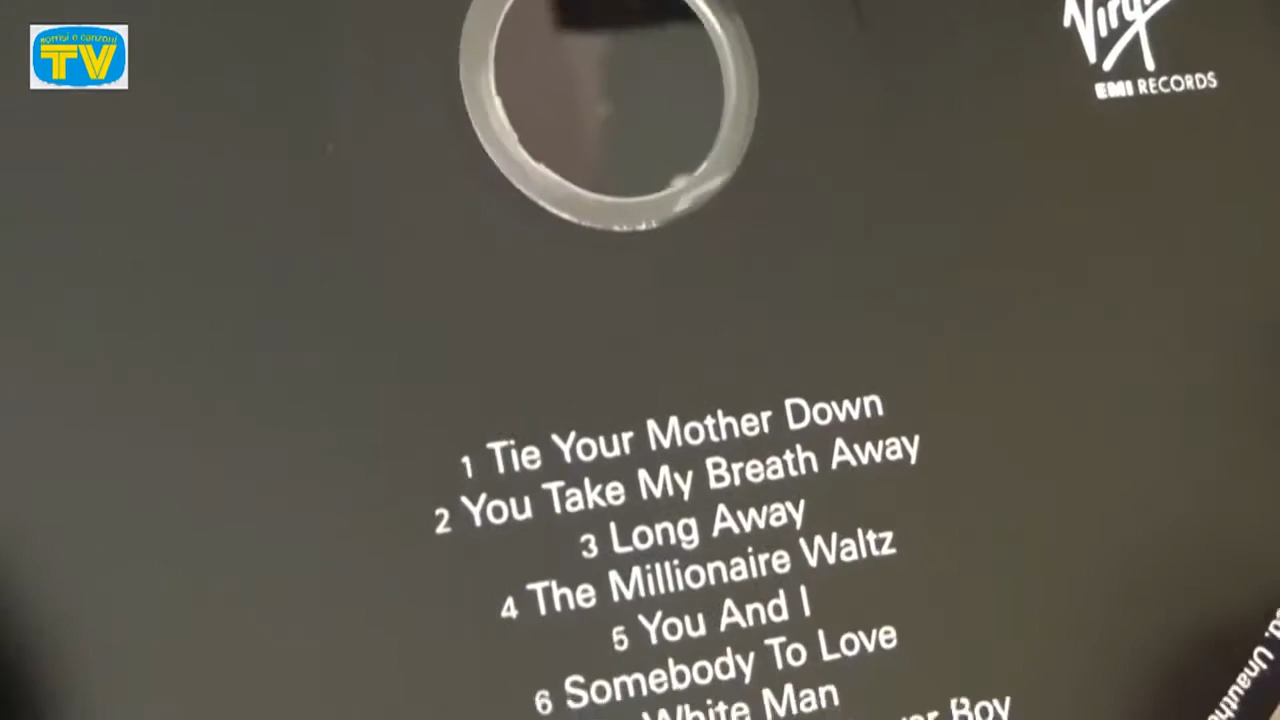 sorrisi e canzoni
TV
Virgin
EMI RECORDS
1 Tie Your Mother Down
2 You Take My Breath Away
3 Long Away
4 The Millionaire Waltz
5 You And I
6 Somebody To Love
White Man
Boy